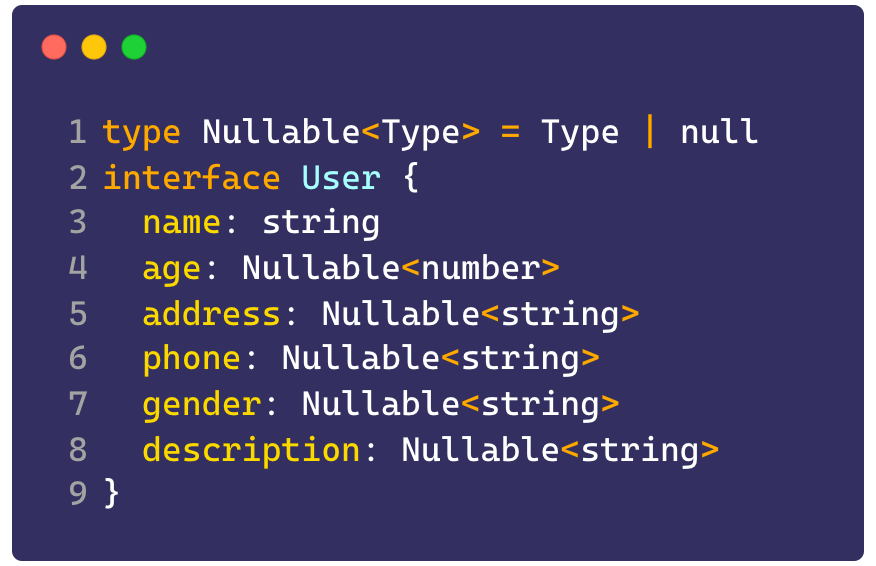 1 type Nullable<Type> = Type | null
2 interface User {
3   name: string
4   age: Nullable<number>
5   address: Nullable<string>
6   phone: Nullable<string>
7   gender: Nullable<string>
8   description: Nullable<string>
9 }